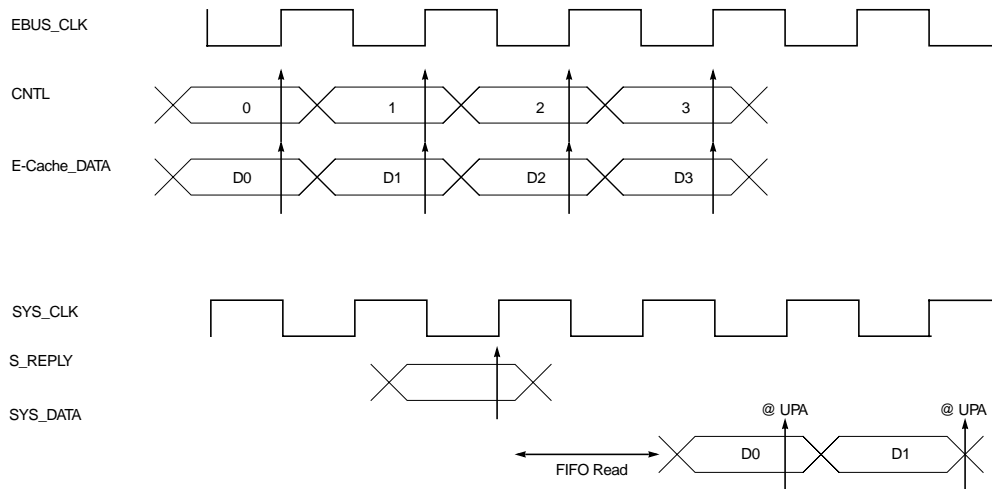 EBUS_CLK
CNTL
0 1 2 3
E-Cache_DATA
D0 D1 D2 D3
SYS_CLK
S_REPLY
SYS_DATA
@ UPA @ UPA
D0 D1
FIFO Read